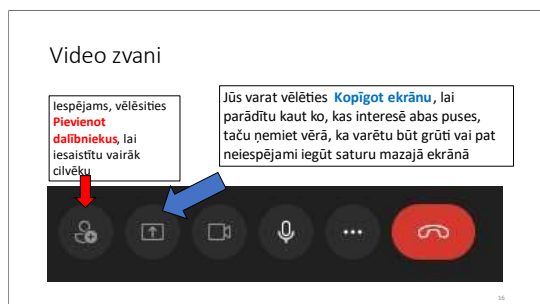 Video zvani
Iespējams, vēlēsities
Pievienot
dalībniekus, lai
iesaistītu vairāk
cilvēku
Jūs varat vēlēties Kopīgot ekrānu, lai
parādītu kaut ko, kas interesē abas puses,
taču ņemiet vērā, ka varētu būt grūti vai pat
neiespējami iegūt saturu mazajā ekrānā
16